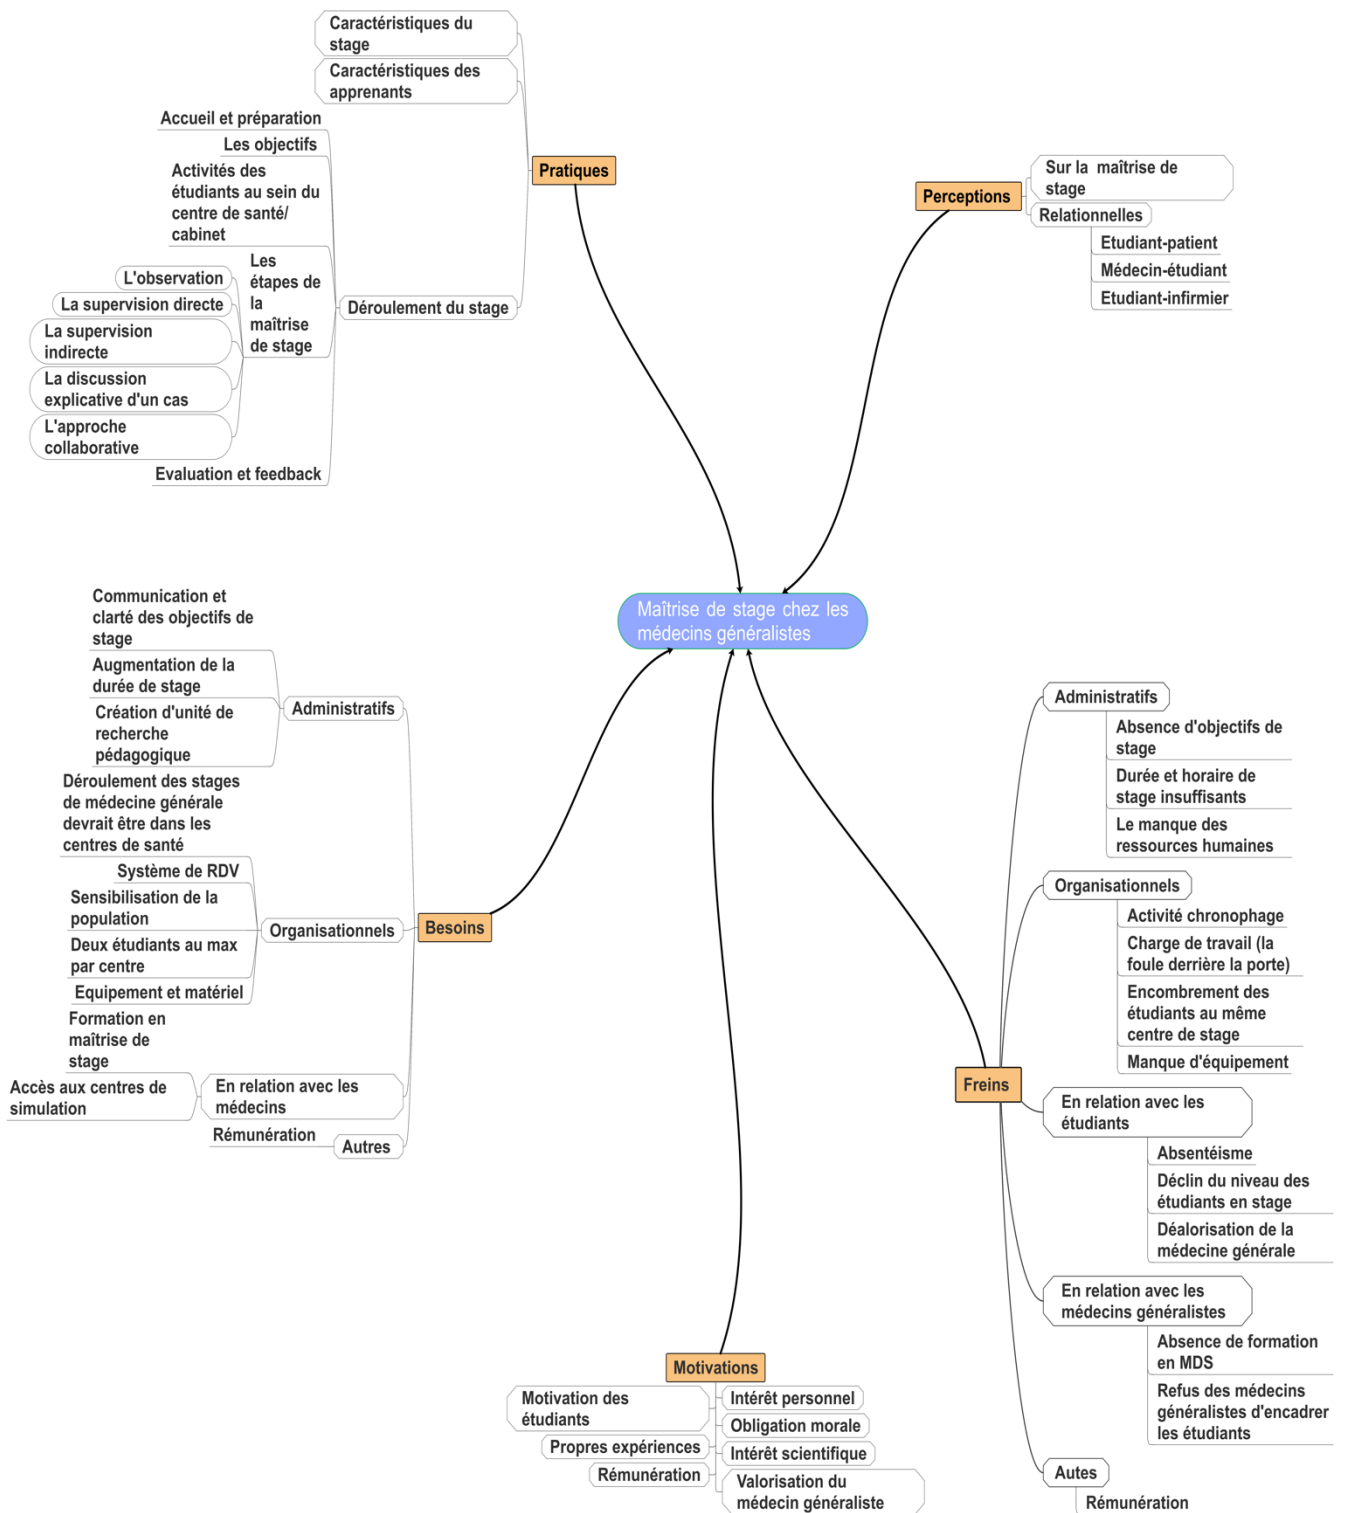 Caractéristiques du
stage
Caractéristiques des
apprenants
Pratiques
Accueil et préparation
Les objectifs
Activités des
étudiants au sein du
centre de santé/
cabinet
Les
étapes de
la
maîtrise
de stage
L'observation
La supervision directe
La supervision
indirecte
La discussion
explicative d'un cas
L'approche
collaborative
Déroulement du stage
Evaluation et feedback
Perceptions
Sur la maîtrise de
stage
Relationnelles
Etudiant-patient
Médecin-étudiant
Etudiant-infirmier
Maîtrise de stage chez les
médecins généralistes
Communication et
clarté des objectifs de
stage
Augmentation de la
durée de stage
Création d'unité de
recherche
pédagogique
Administratifs
Déroulement des stages
de médecine générale
devrait être dans les
centres de santé
Système de RDV
Sensibilisation de la
population
Deux étudiants au max
par centre
Equipement et matériel
Organisationnels
Besoins
Formation en
maîtrise de
stage
Accès aux centres de
simulation
En relation avec les
médecins
Rémunération
Autres
Freins
Administratifs
Absence d'objectifs de
stage
Durée et horaire de
stage insuffisants
Le manque des
ressources humaines
Organisationnels
Activité chronophage
Charge de travail (la
foule derrière la porte)
Encombrement des
étudiants au même
centre de stage
Manque d'équipement
En relation avec les
étudiants
Absentéisme
Déclin du niveau des
étudiants en stage
Déalorisation de la
médecine générale
En relation avec les
médecins généralistes
Absence de formation
en MDS
Refus des médecins
généralistes d'encadrer
les étudiants
Autes
Rémunération
Motivations
Motivation des
étudiants
Propres expériences
Rémunération
Intérêt personnel
Obligation morale
Intérêt scientifique
Valorisation du
médecin généraliste